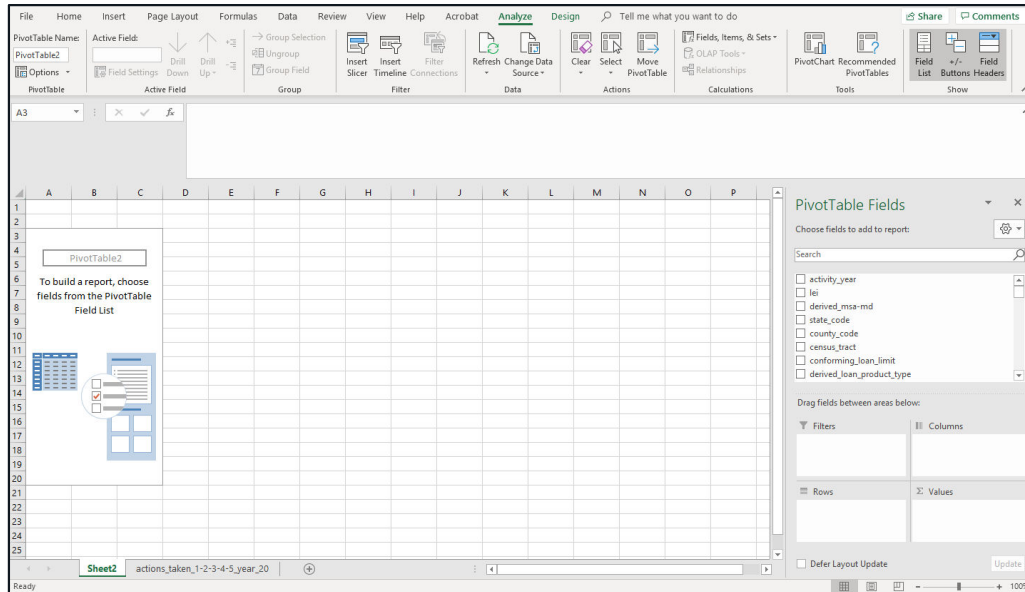 File Home Insert Page Layout Formulas Data Review View Help Acrobat Analyze Design Tell me what you want to do Share Comments
PivotTable Name:
PivotTable2
Options
PivotTable
Active Field:
Field Settings
Drill Down
Drill Up
Active Field
Group Selection
Ungroup
Group Field
Group
Insert Slicer
Insert Timeline
Filter Connections
Filter
Refresh
Change Data Source
Data
Clear
Select
Move PivotTable
Actions
Fields, Items, & Sets
OLAP Tools
Relationships
Calculations
PivotChart
Recommended PivotTables
Tools
Field List
+/- Buttons
Field Headers
Show
A3
fx
A B C D E F G H I J K L M N O P
1
2
3
4
5
6
7
8
9
10
11
12
13
14
15
16
17
18
19
20
21
22
23
24
25
PivotTable2
To build a report, choose
fields from the PivotTable
Field List
PivotTable Fields
Choose fields to add to report:
Search
activity_year
lei
derived_msa-md
state_code
county_code
census_tract
conforming_loan_limit
derived_loan_product_type
Drag fields between areas below:
Filters
Columns
Rows
Σ Values
Defer Layout Update
Update
Sheet2
actions_taken_1-2-3-4-5_year_20
Ready
100%